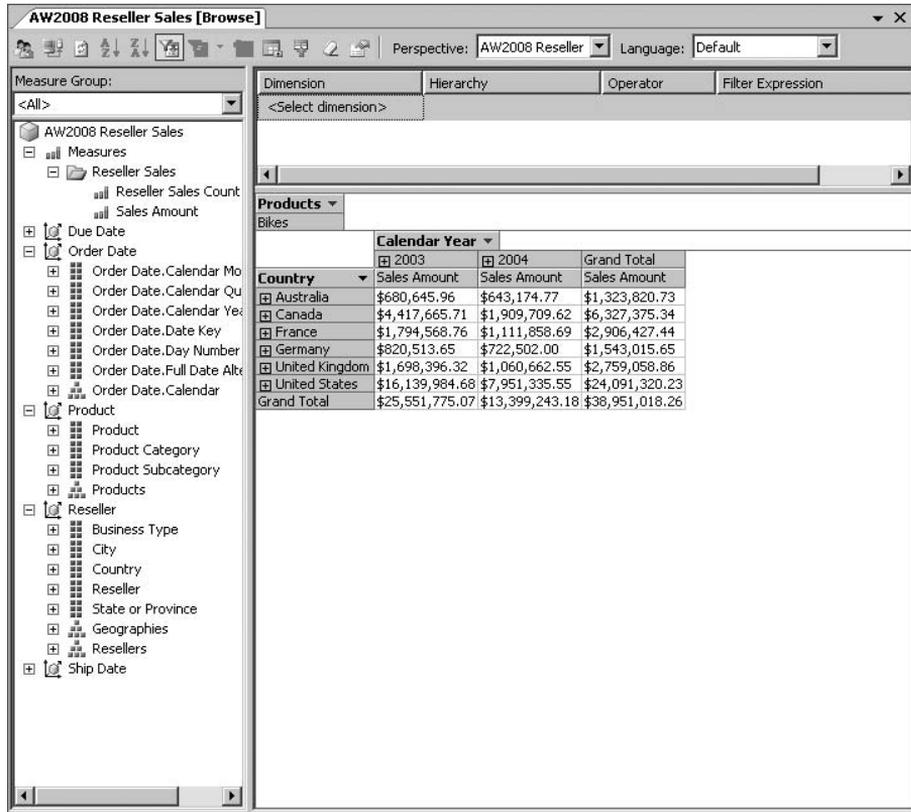 AW2008 Reseller Sales [Browse]
Perspective: AW2008 Reseller Language: Default
Measure Group:
<All>
AW2008 Reseller Sales
Measures
Reseller Sales
Reseller Sales Count
Sales Amount
Due Date
Order Date
Order Date.Calendar Mo
Order Date.Calendar Qu
Order Date.Calendar Yea
Order Date.Date Key
Order Date.Day Number
Order Date.Full Date Alte
Order Date.Calendar
Product
Product
Product Category
Product Subcategory
Products
Reseller
Business Type
City
Country
Reseller
State or Province
Geographies
Resellers
Ship Date
Dimension Hierarchy Operator Filter Expression
<Select dimension>
Products
Bikes
Calendar Year
2003 2004 Grand Total
Country Sales Amount Sales Amount Sales Amount
Australia $680,645.96 $643,174.77 $1,323,820.73
Canada $4,417,665.71 $1,909,709.62 $6,327,375.34
France $1,794,568.76 $1,111,858.69 $2,906,427.44
Germany $820,513.65 $722,502.00 $1,543,015.65
United Kingdom $1,698,396.32 $1,060,662.55 $2,759,058.86
United States $16,139,984.68 $7,951,335.55 $24,091,320.23
Grand Total $25,551,775.07 $13,399,243.18 $38,951,018.26